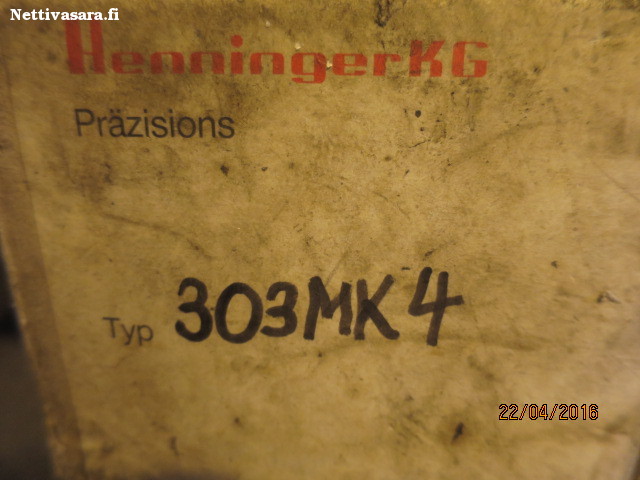 Nettivasara.fi
HenningerKG
Präzisions
Typ 303MK4
22/04/2016